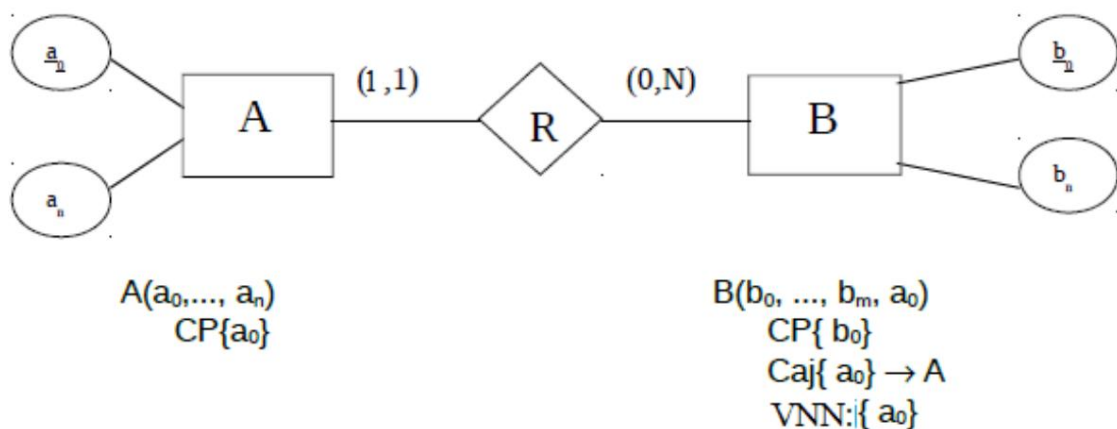 a₀
b₀
(1 ,1)
(0,N)
A
R
B
aₙ
bₙ
A(a₀,..., aₙ)
CP{a₀}
B(b₀, ..., bₘ, a₀)
CP{ b₀}
Caj{ a₀} → A
VNN:{ a₀}